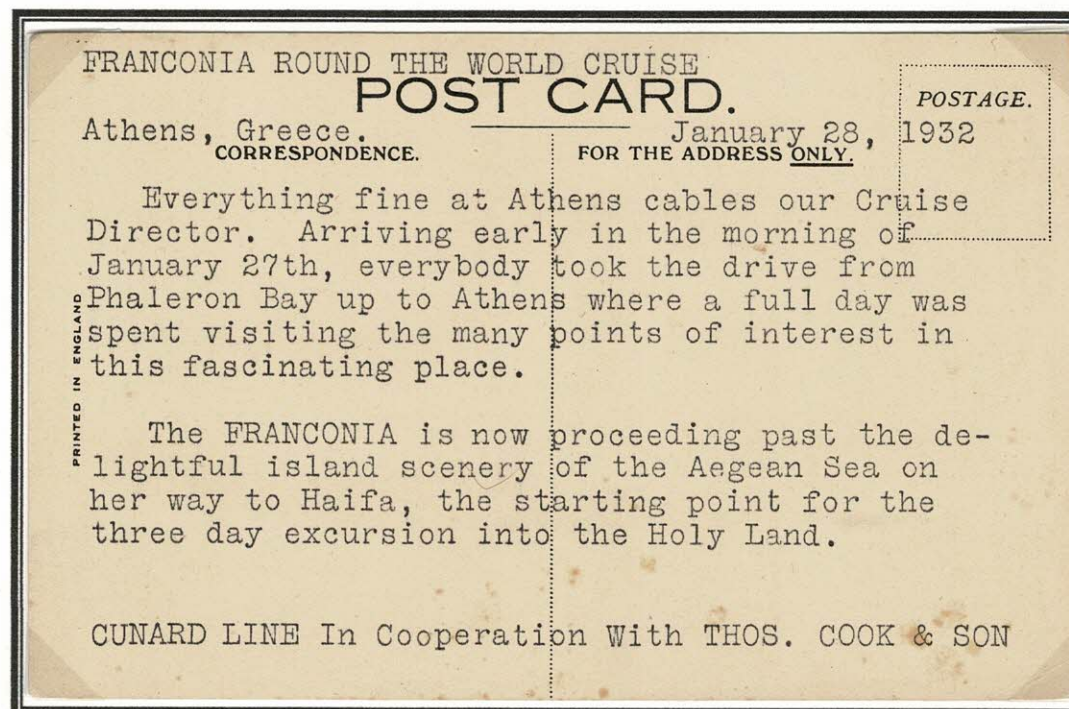 FRANCONIA ROUND THE WORLD CRUISE
POST CARD.
POSTAGE.
Athens, Greece. January 28, 1932
CORRESPONDENCE. FOR THE ADDRESS ONLY.
Everything fine at Athens cables our Cruise
Director. Arriving early in the morning of
January 27th, everybody took the drive from
Phaleron Bay up to Athens where a full day was
spent visiting the many points of interest in
this fascinating place.
The FRANCONIA is now proceeding past the de-
lightful island scenery of the Aegean Sea on
her way to Haifa, the starting point for the
three day excursion into the Holy Land.
CUNARD LINE In Cooperation With THOS. COOK & SON
PRINTED IN ENGLAND